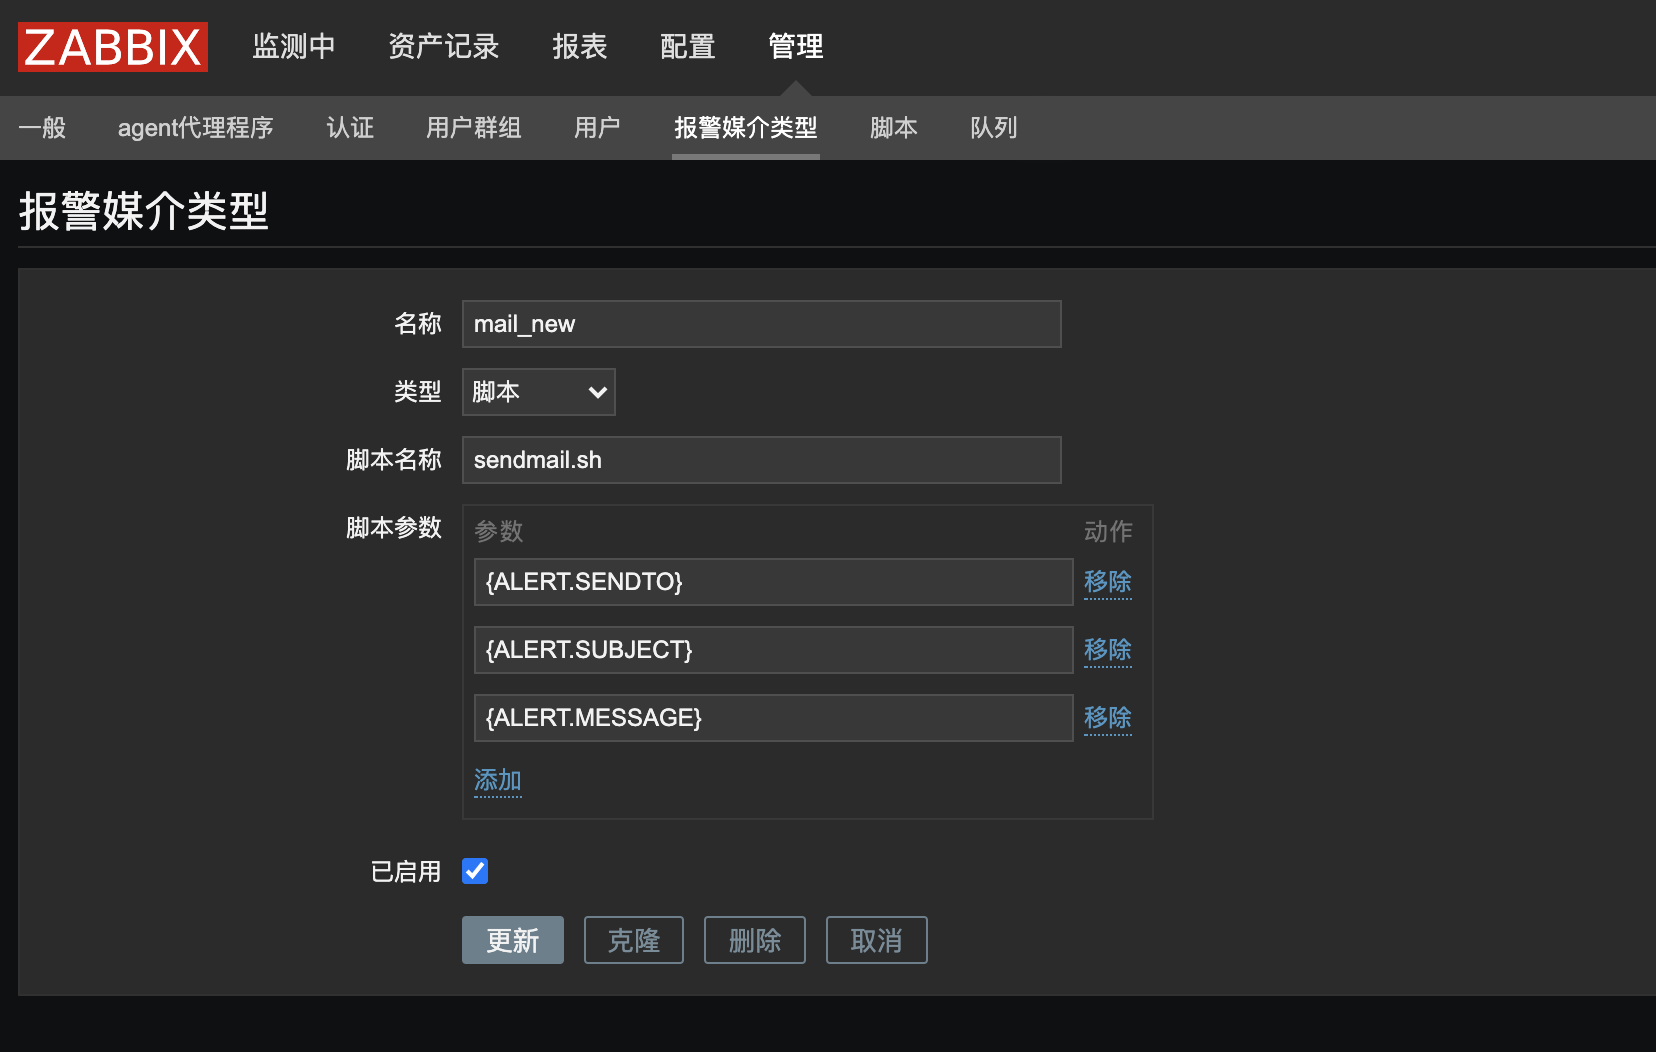 ZABBIX 监测中 资产记录 报表 配置 管理
一般 agent代理程序 认证 用户群组 用户 报警媒介类型 脚本 队列
报警媒介类型
名称 mail_new
类型 脚本
脚本名称 sendmail.sh
脚本参数 参数 动作
{ALERT.SENDTO} 移除
{ALERT.SUBJECT} 移除
{ALERT.MESSAGE} 移除
添加
已启用
更新 克隆 删除 取消